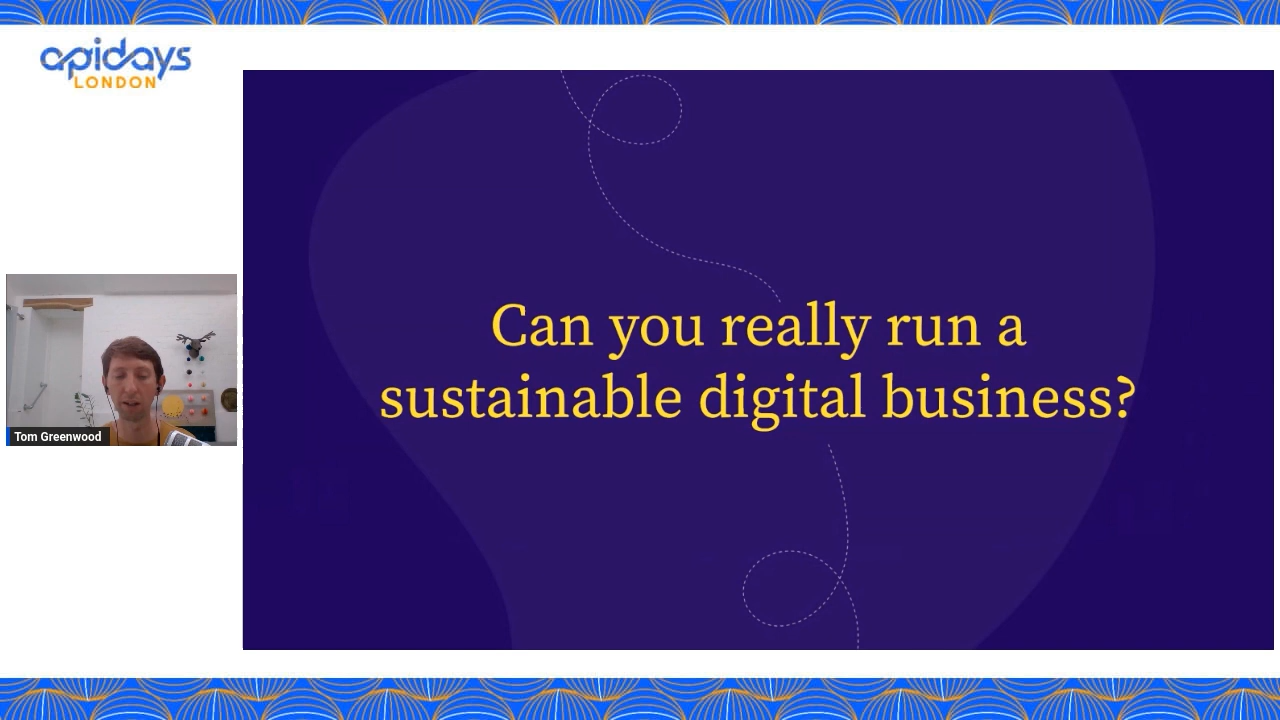 apidays
LONDON
Tom Greenwood
Can you really run a
sustainable digital business?